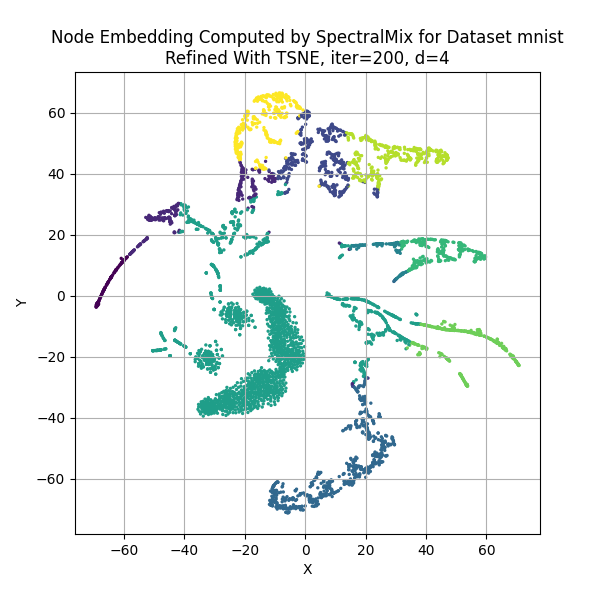 Node Embedding Computed by SpectralMix for Dataset mnist
Refined With TSNE, iter=200, d=4
Y
60
40
20
0
−20
−40
−60
−60 −40 −20 0 20 40 60
X